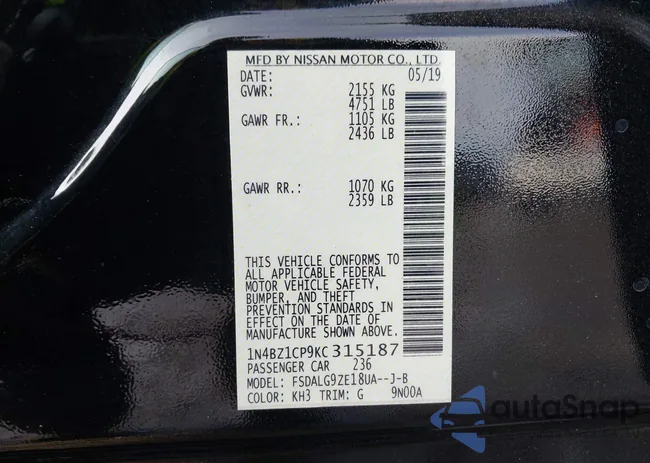 MFD BY NISSAN MOTOR CO., LTD.
DATE: 05/19
GVWR: 2155 KG
4751 LB
GAWR FR.: 1105 KG
2436 LB
GAWR RR.: 1070 KG
2359 LB
THIS VEHICLE CONFORMS TO
ALL APPLICABLE FEDERAL
MOTOR VEHICLE SAFETY,
BUMPER, AND THEFT
PREVENTION STANDARDS IN
EFFECT ON THE DATE OF
MANUFACTURE SHOWN ABOVE.
1N4BZ1CP9KC315187
PASSENGER CAR 236
MODEL: FSDALG9ZE18UA--J-B
COLOR: KH3 TRIM: G 9N00A
autoSnap